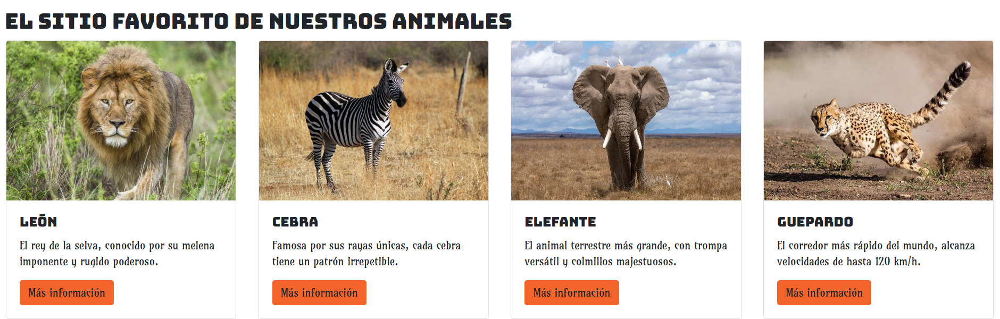 EL SITIO FAVORITO DE NUESTROS ANIMALES
LEÓN
El rey de la selva, conocido por su melena
imponente y rugido poderoso.
Más información
CEBRA
Famosa por sus rayas únicas, cada cebra
tiene un patrón irrepetible.
Más información
ELEFANTE
El animal terrestre más grande, con trompa
versátil y colmillos majestuosos.
Más información
GUEPARDO
El corredor más rápido del mundo, alcanza
velocidades de hasta 120 km/h.
Más información